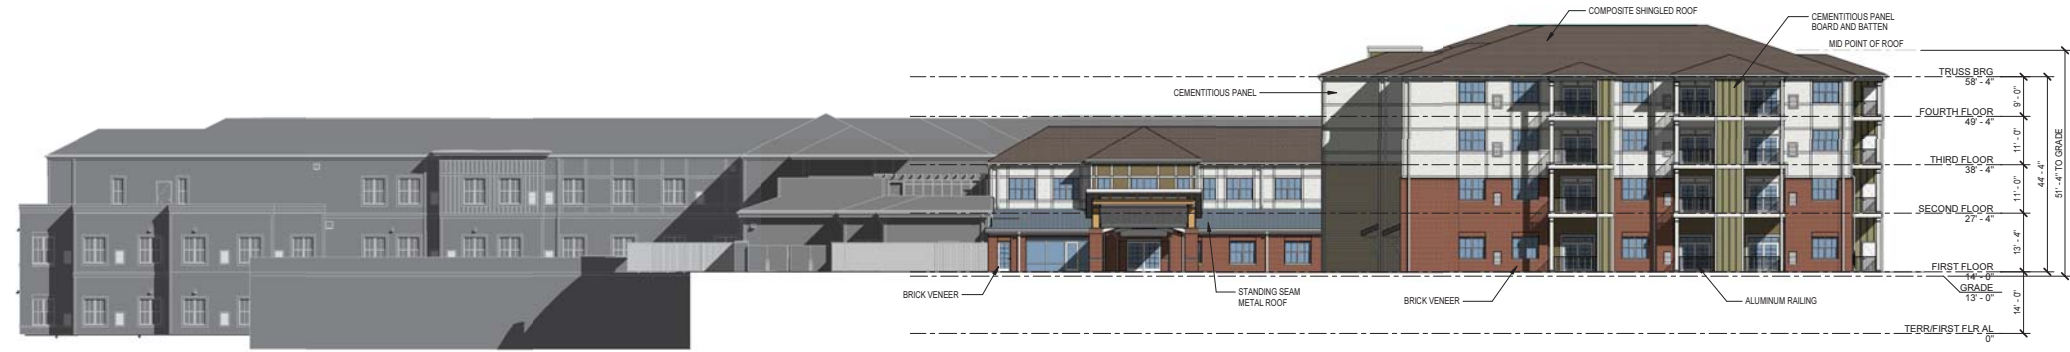 COMPOSITE SHINGLED ROOF
CEMENTITIOUS PANEL
BOARD AND BATTEN
MID POINT OF ROOF
TRUSS BRG
58' - 4"
CEMENTITIOUS PANEL
9' - 0"
FOURTH FLOOR
49' - 4"
11' - 0"
THIRD FLOOR
38' - 4"
44' - 4"
51' - 4" TO GRADE
11' - 0"
SECOND FLOOR
27' - 4"
13' - 4"
FIRST FLOOR
14' - 0"
GRADE
13' - 0"
BRICK VENEER
STANDING SEAM
METAL ROOF
BRICK VENEER
ALUMINUM RAILING
14' - 0"
TERR/FIRST FLR AL
0"